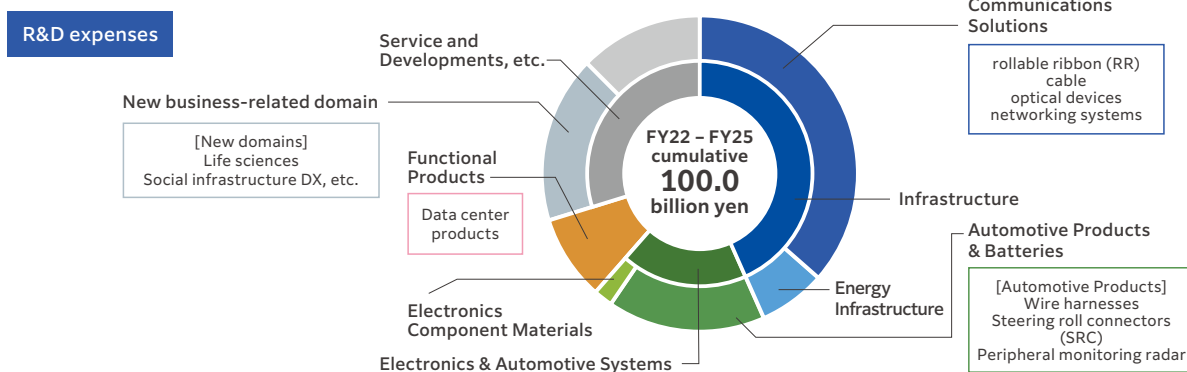 R&D expenses
Communications
Solutions
rollable ribbon (RR)
cable
optical devices
networking systems
Service and
Developments, etc.
New business-related domain
[New domains]
Life sciences
Social infrastructure DX, etc.
Functional
Products
Data center
products
FY22 – FY25
cumulative
100.0
billion yen
Infrastructure
Automotive Products
& Batteries
[Automotive Products]
Wire harnesses
Steering roll connectors
(SRC)
Peripheral monitoring radar
Energy
Infrastructure
Electronics
Component Materials
Electronics & Automotive Systems